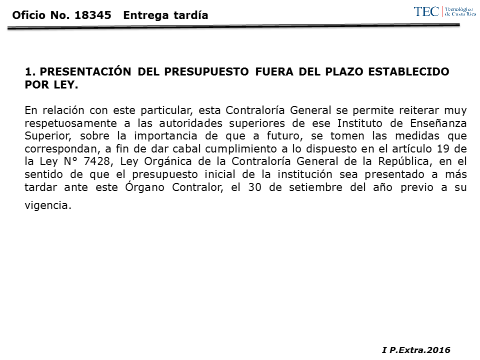 Oficio No. 18345 Entrega tardía
TEC Tecnológico
de Costa Rica
1. PRESENTACIÓN DEL PRESUPUESTO FUERA DEL PLAZO ESTABLECIDO
POR LEY.
En relación con este particular, esta Contraloría General se permite reiterar muy
respetuosamente a las autoridades superiores de ese Instituto de Enseñanza
Superior, sobre la importancia de que a futuro, se tomen las medidas que
correspondan, a fin de dar cabal cumplimiento a lo dispuesto en el artículo 19 de
la Ley N° 7428, Ley Orgánica de la Contraloría General de la República, en el
sentido de que el presupuesto inicial de la institución sea presentado a más
tardar ante este Órgano Contralor, el 30 de setiembre del año previo a su
vigencia.
I P.Extra.2016